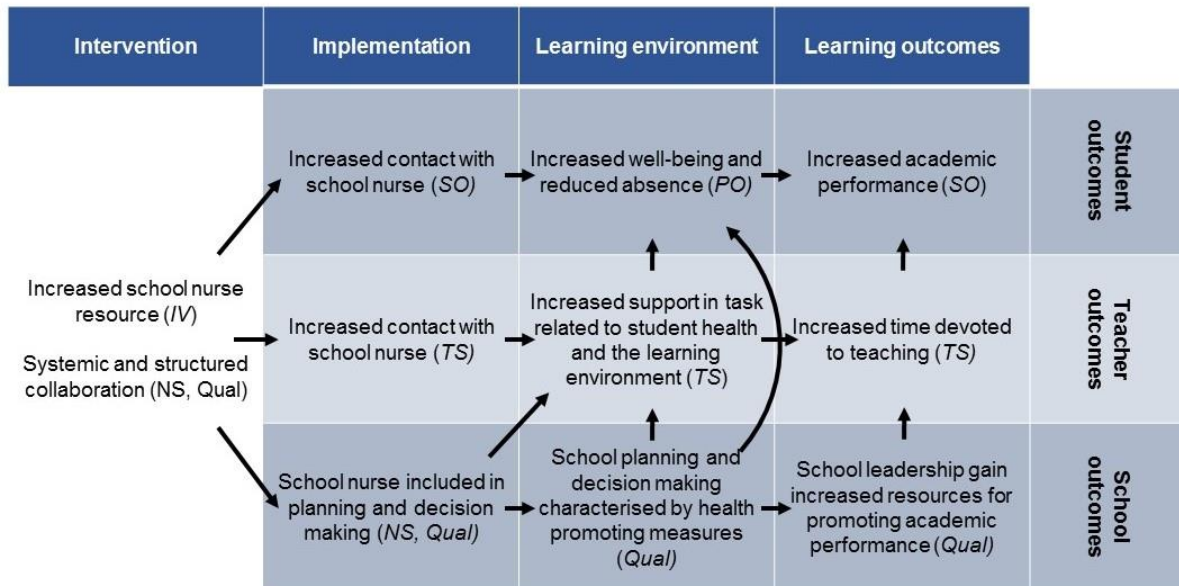 Intervention
Implementation
Learning environment
Learning outcomes
Increased school nurse
resource (IV)
Systemic and structured
collaboration (NS, Qual)
Increased contact with
school nurse (SO)
Increased well-being and
reduced absence (PO)
Increased academic
performance (SO)
Student
outcomes
Increased contact with
school nurse (TS)
Increased support in task
related to student health
and the learning
environment (TS)
Increased time devoted
to teaching (TS)
Teacher
outcomes
School nurse included in
planning and decision
making (NS, Qual)
School planning and
decision making
characterised by health
promoting measures
(Qual)
School leadership gain
increased resources for
promoting academic
performance (Qual)
School
outcomes